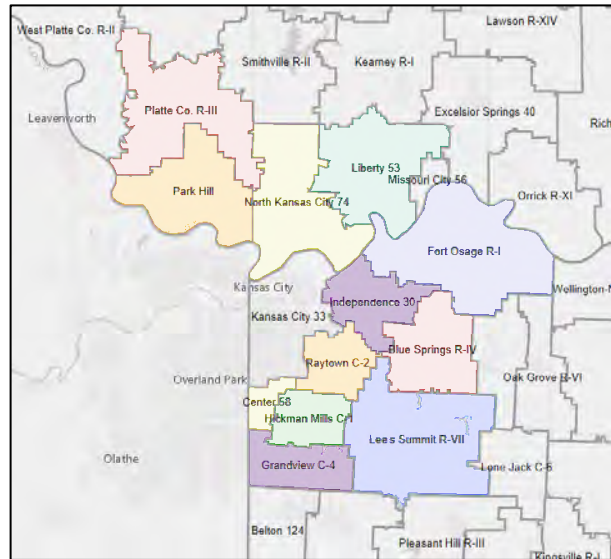 West Platte Co. R-II
Lawson R-XIV
Smithville R-II
Kearney R-I
Platte Co. R-III
Excelsior Springs 40
Leavenworth
Rich
Liberty 53
Missouri City 56
Park Hill
North Kansas City 74
Orrick R-XI
Fort Osage R-I
Kansas City
Wellington-N
Independence 30
Kansas City 33
Blue Springs R-IV
Raytown C-2
Overland Park
Oak Grove R-VI
Center 58
Hickman Mills C-1
Lee's Summit R-VII
Olathe
Grandview C-4
Lone Jack C-6
Belton 124
Pleasant Hill R-III
Kingsville R-I